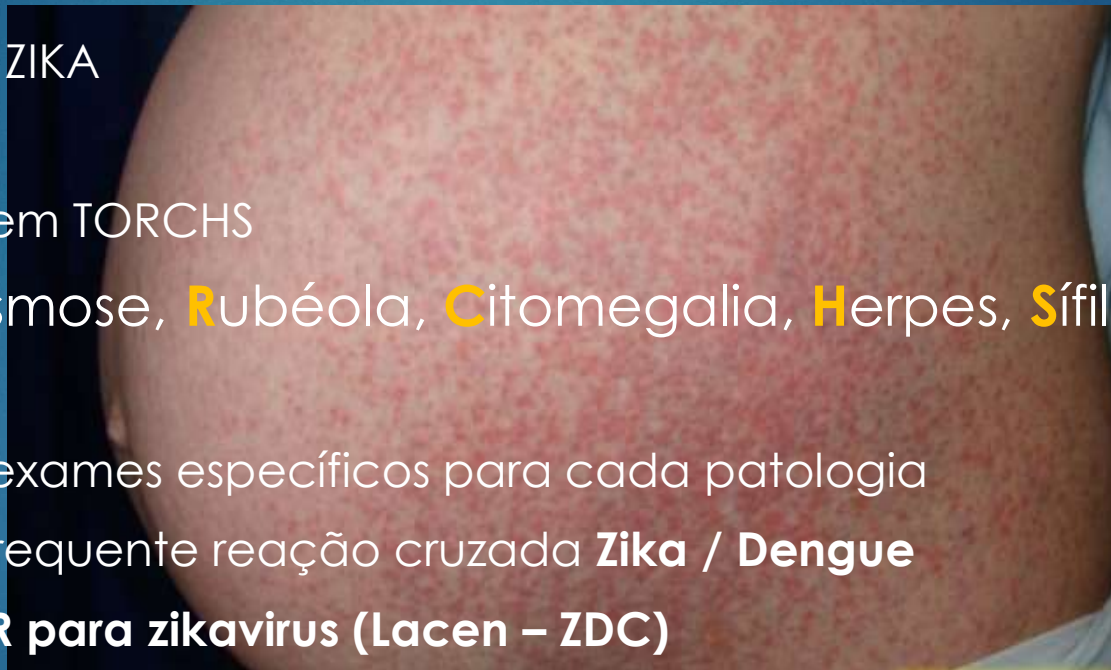 ZIKA
em TORCHS
smose, Rubéola, Citomegalia, Herpes, Sífil
exames específicos para cada patologia
requente reação cruzada Zika / Dengue
R para zikavirus (Lacen – ZDC)